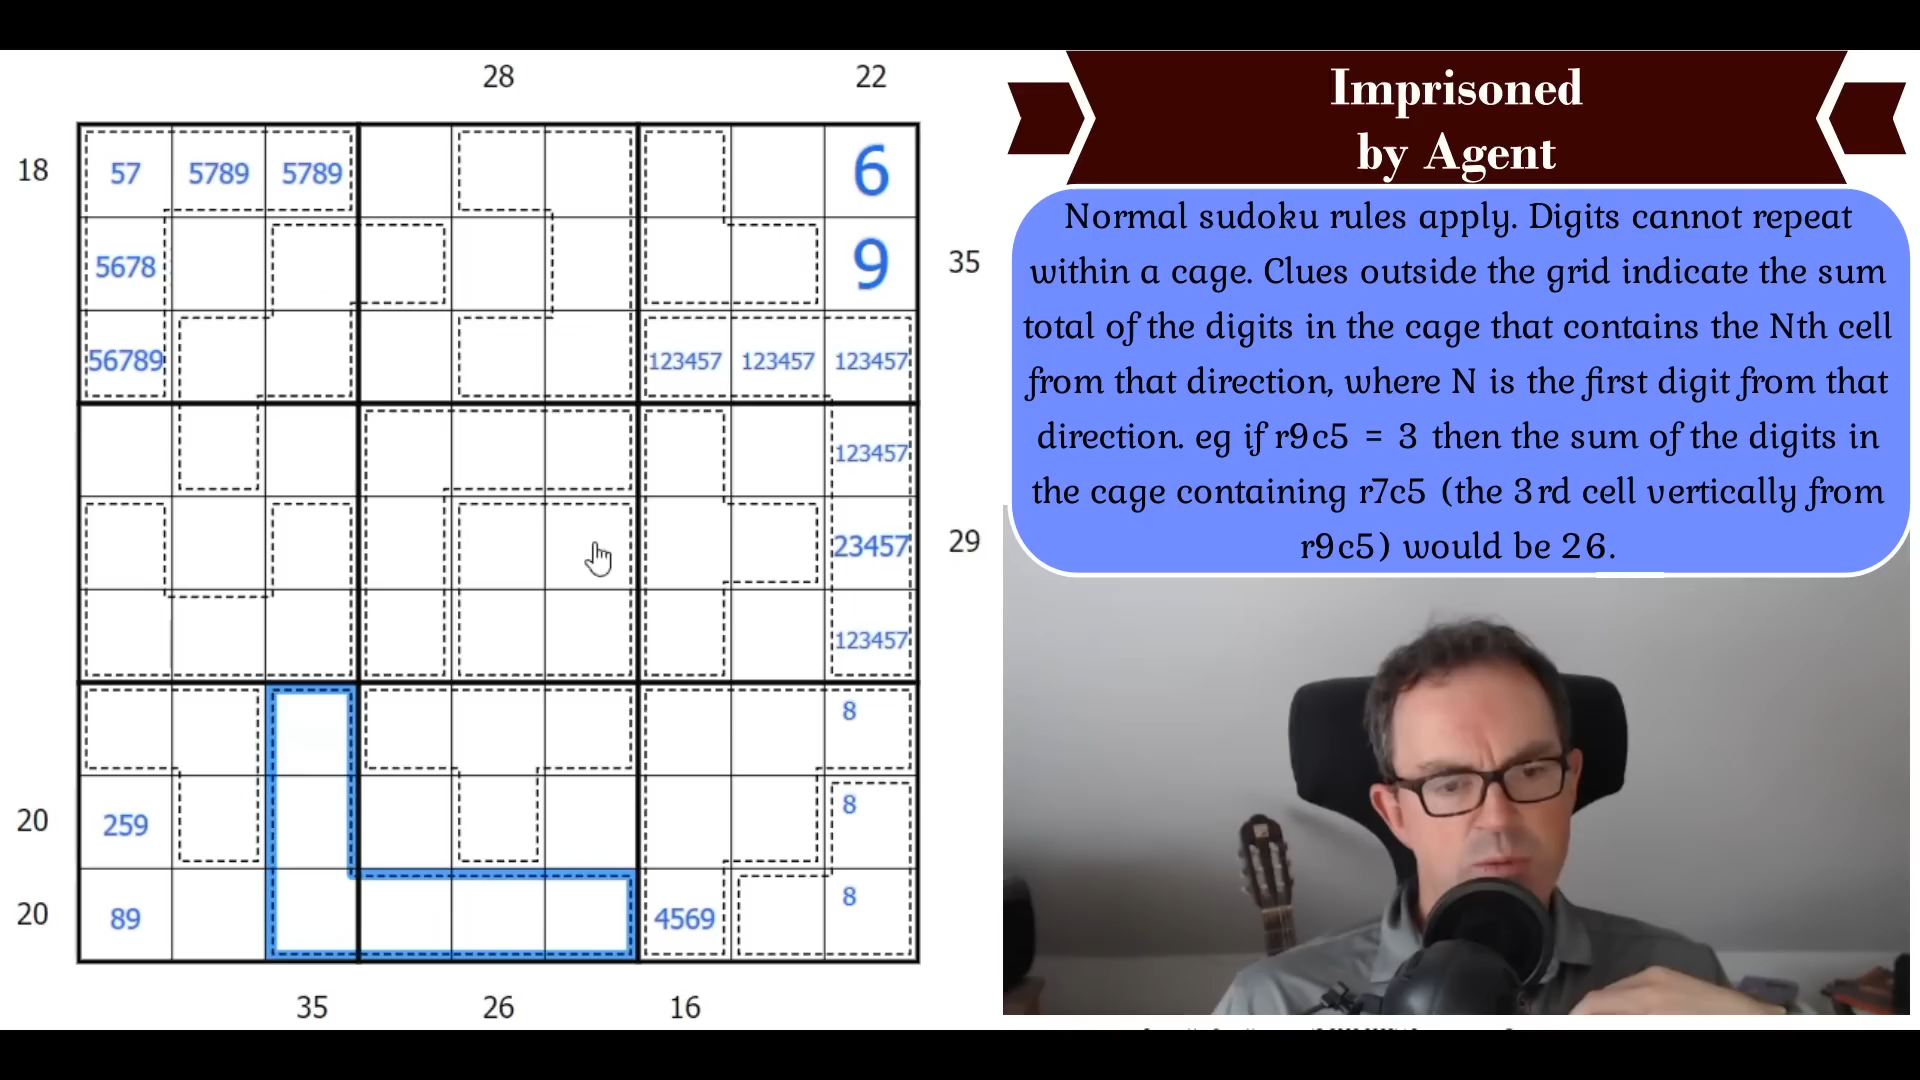 28 22
18 57 5789 5789 6
5678 9 35
56789 123457 123457 123457
123457
23457 29
123457
8
20 259 8
20 89 4569 8
35 26 16
Imprisoned
by Agent
Normal sudoku rules apply. Digits cannot repeat
within a cage. Clues outside the grid indicate the sum
total of the digits in the cage that contains the Nth cell
from that direction, where N is the first digit from that
direction. eg if r9c5 = 3 then the sum of the digits in
the cage containing r7c5 (the 3rd cell vertically from
r9c5) would be 26.